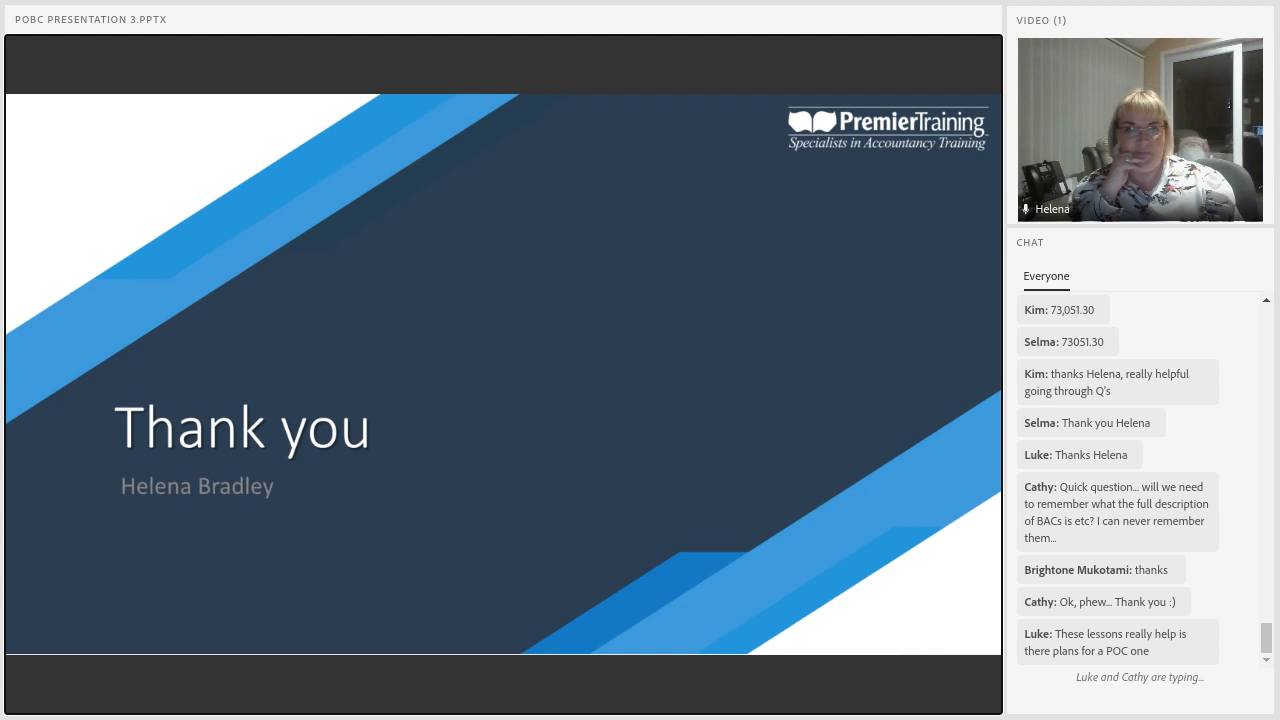 POBC PRESENTATION 3.PPTX
PremierTraining
Specialists in Accountancy Training
Thank you
Helena Bradley
VIDEO (1)
Helena
CHAT
Everyone
Kim: 73,051.30
Selma: 73051.30
Kim: thanks Helena, really helpful
going through Q's
Selma: Thank you Helena
Luke: Thanks Helena
Cathy: Quick question... will we need
to remember what the full description
of BACs is etc? I can never remember
them...
Brightone Mukotami: thanks
Cathy: Ok, phew... Thank you :)
Luke: These lessons really help is
there plans for a POC one
Luke and Cathy are typing...